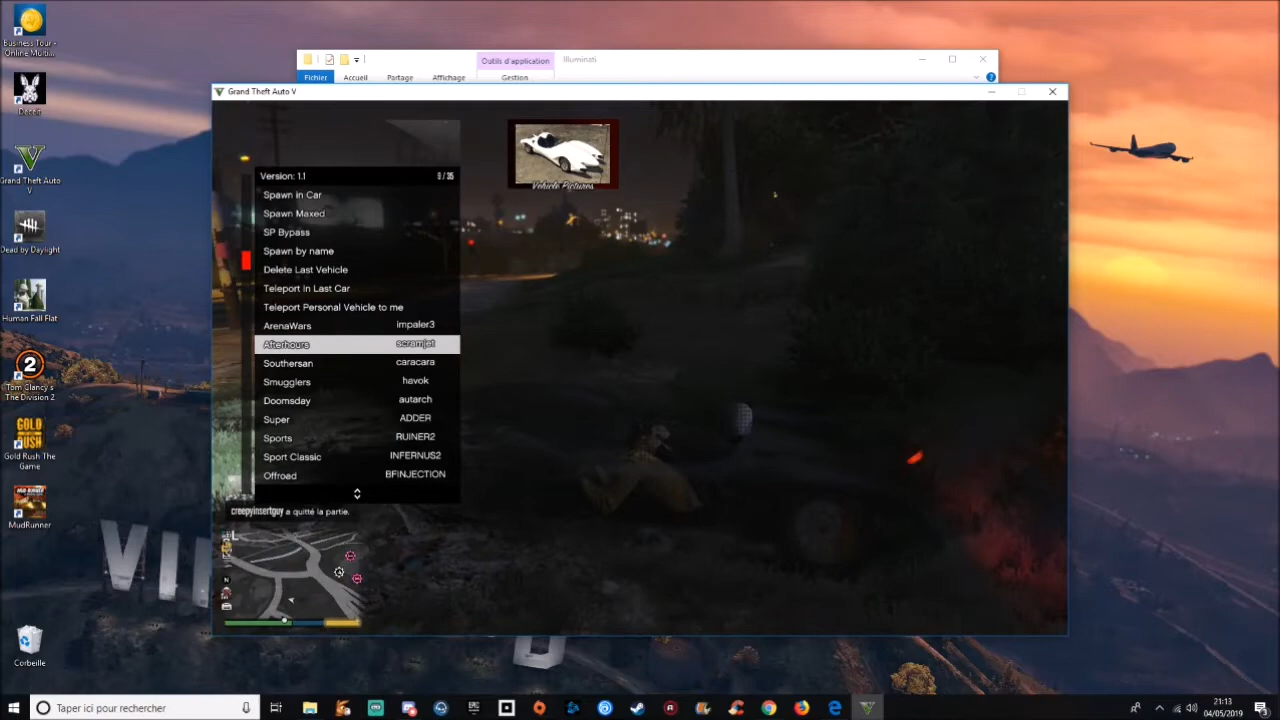 Business Tour -
Online Multi...
Deceit
Grand Theft Auto
V
Dead by Daylight
Human Fall Flat
2
Tom Clancy's
The Division 2
GOLD
RUSH
Gold Rush The
Game
MudRunner
Corbeille
Outils d'application
Illuminati
Fichier
Accueil
Partage
Affichage
Gestion
Grand Theft Auto V
Vehicle Pictures
Version: 1.1 9 / 35
Spawn in Car
Spawn Maxed
SP Bypass
Spawn by name
Delete Last Vehicle
Teleport In Last Car
Teleport Personal Vehicle to me
ArenaWars impaler3
Afterhours scramjet
Southersan caracara
Smugglers havok
Doomsday autarch
Super ADDER
Sports RUINER2
Sport Classic INFERNUS2
Offroad BFINJECTION
creepyinsertguy a quitté la partie.
L
N
VIN
Taper ici pour rechercher
21:13
04/05/2019